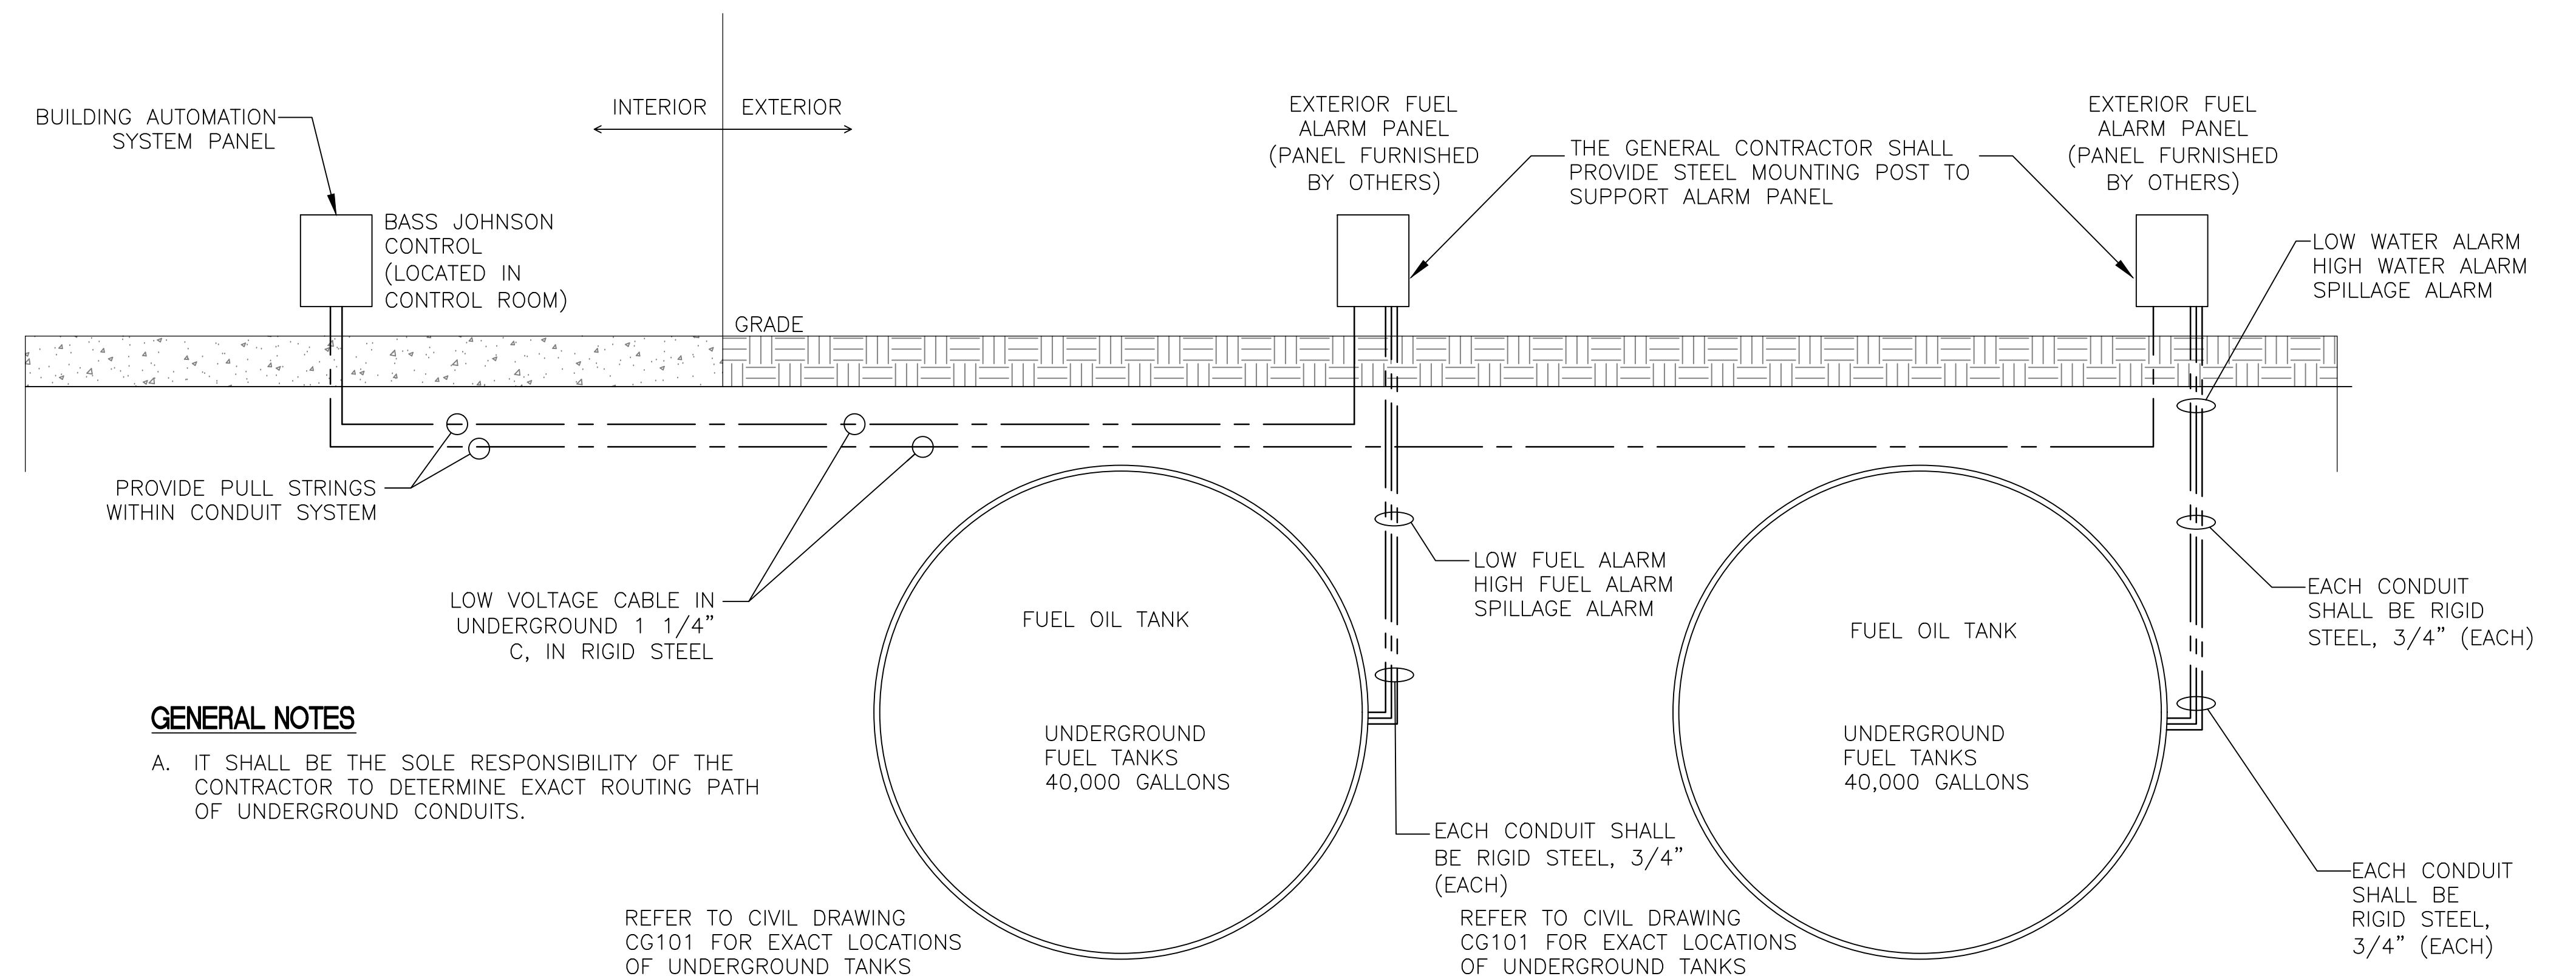 BUILDING AUTOMATION
SYSTEM PANEL
INTERIOR
EXTERIOR
BASS JOHNSON
CONTROL
(LOCATED IN
CONTROL ROOM)
GRADE
EXTERIOR FUEL
ALARM PANEL
(PANEL FURNISHED
BY OTHERS)
THE GENERAL CONTRACTOR SHALL
PROVIDE STEEL MOUNTING POST TO
SUPPORT ALARM PANEL
EXTERIOR FUEL
ALARM PANEL
(PANEL FURNISHED
BY OTHERS)
LOW WATER ALARM
HIGH WATER ALARM
SPILLAGE ALARM
PROVIDE PULL STRINGS
WITHIN CONDUIT SYSTEM
LOW VOLTAGE CABLE IN
UNDERGROUND 1 1/4"
C, IN RIGID STEEL
FUEL OIL TANK
UNDERGROUND
FUEL TANKS
40,000 GALLONS
LOW FUEL ALARM
HIGH FUEL ALARM
SPILLAGE ALARM
FUEL OIL TANK
UNDERGROUND
FUEL TANKS
40,000 GALLONS
EACH CONDUIT
SHALL BE RIGID
STEEL, 3/4" (EACH)
GENERAL NOTES
A. IT SHALL BE THE SOLE RESPONSIBILITY OF THE
CONTRACTOR TO DETERMINE EXACT ROUTING PATH
OF UNDERGROUND CONDUITS.
EACH CONDUIT SHALL
BE RIGID STEEL, 3/4"
(EACH)
EACH CONDUIT
SHALL BE
RIGID STEEL,
3/4" (EACH)
REFER TO CIVIL DRAWING
CG101 FOR EXACT LOCATIONS
OF UNDERGROUND TANKS
REFER TO CIVIL DRAWING
CG101 FOR EXACT LOCATIONS
OF UNDERGROUND TANKS